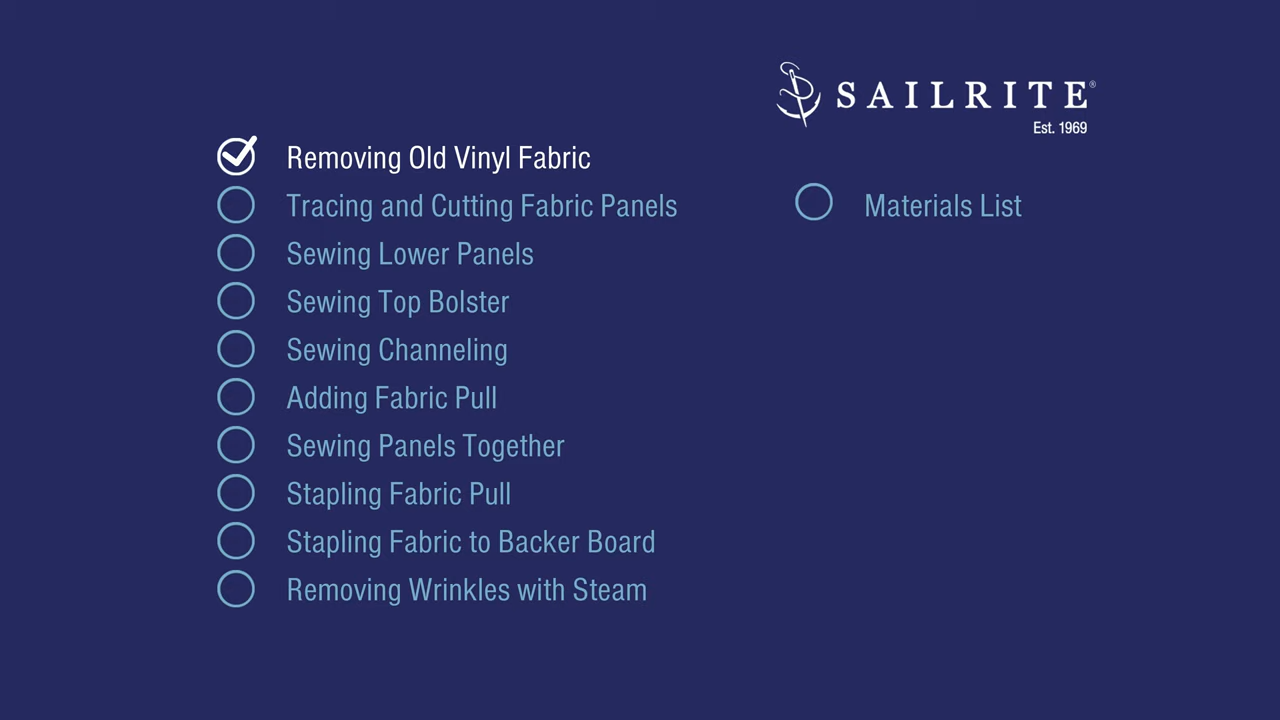 SAILRITE®
Est. 1969
Removing Old Vinyl Fabric
Tracing and Cutting Fabric Panels
Sewing Lower Panels
Sewing Top Bolster
Sewing Channeling
Adding Fabric Pull
Sewing Panels Together
Stapling Fabric Pull
Stapling Fabric to Backer Board
Removing Wrinkles with Steam
Materials List